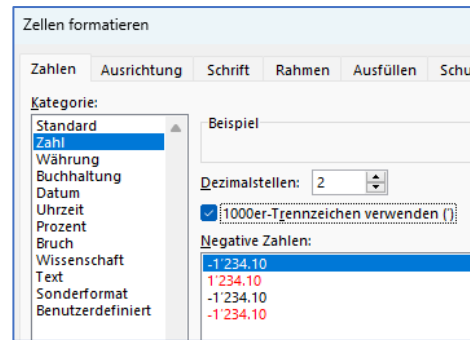 Zellen formatieren
Zahlen Ausrichtung Schrift Rahmen Ausfüllen Schu
Kategorie:
Standard
Zahl
Währung
Buchhaltung
Datum
Uhrzeit
Prozent
Bruch
Wissenschaft
Text
Sonderformat
Benutzerdefiniert
Beispiel
Dezimalstellen: 2
1000er-Trennzeichen verwenden (')
Negative Zahlen:
-1'234.10
1'234.10
-1'234.10
-1'234.10